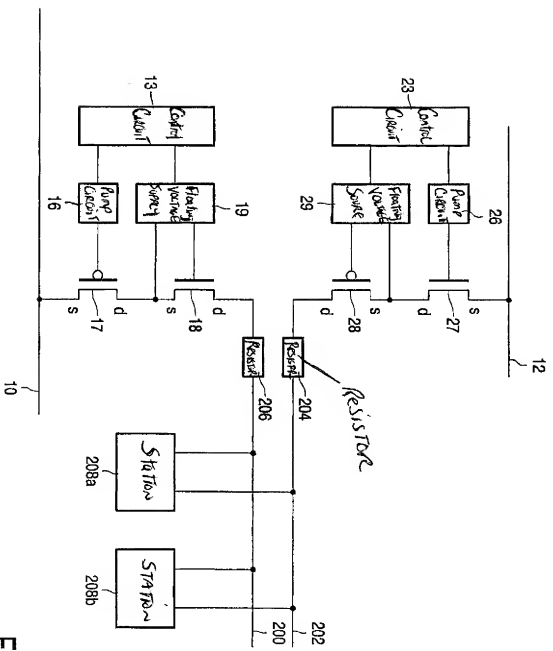 13
Control
Circuit
23
Control
Circuit
16
Pump
Circuit
19
Floating
Voltage
Supply
29
Floating
Voltage
Source
26
Pump
Circuit
s
17
d
18
d
28
s
s
27
d
10
12
Resistor
206
Resistor
204
Resistor
208a
Station
208b
Station
200
202